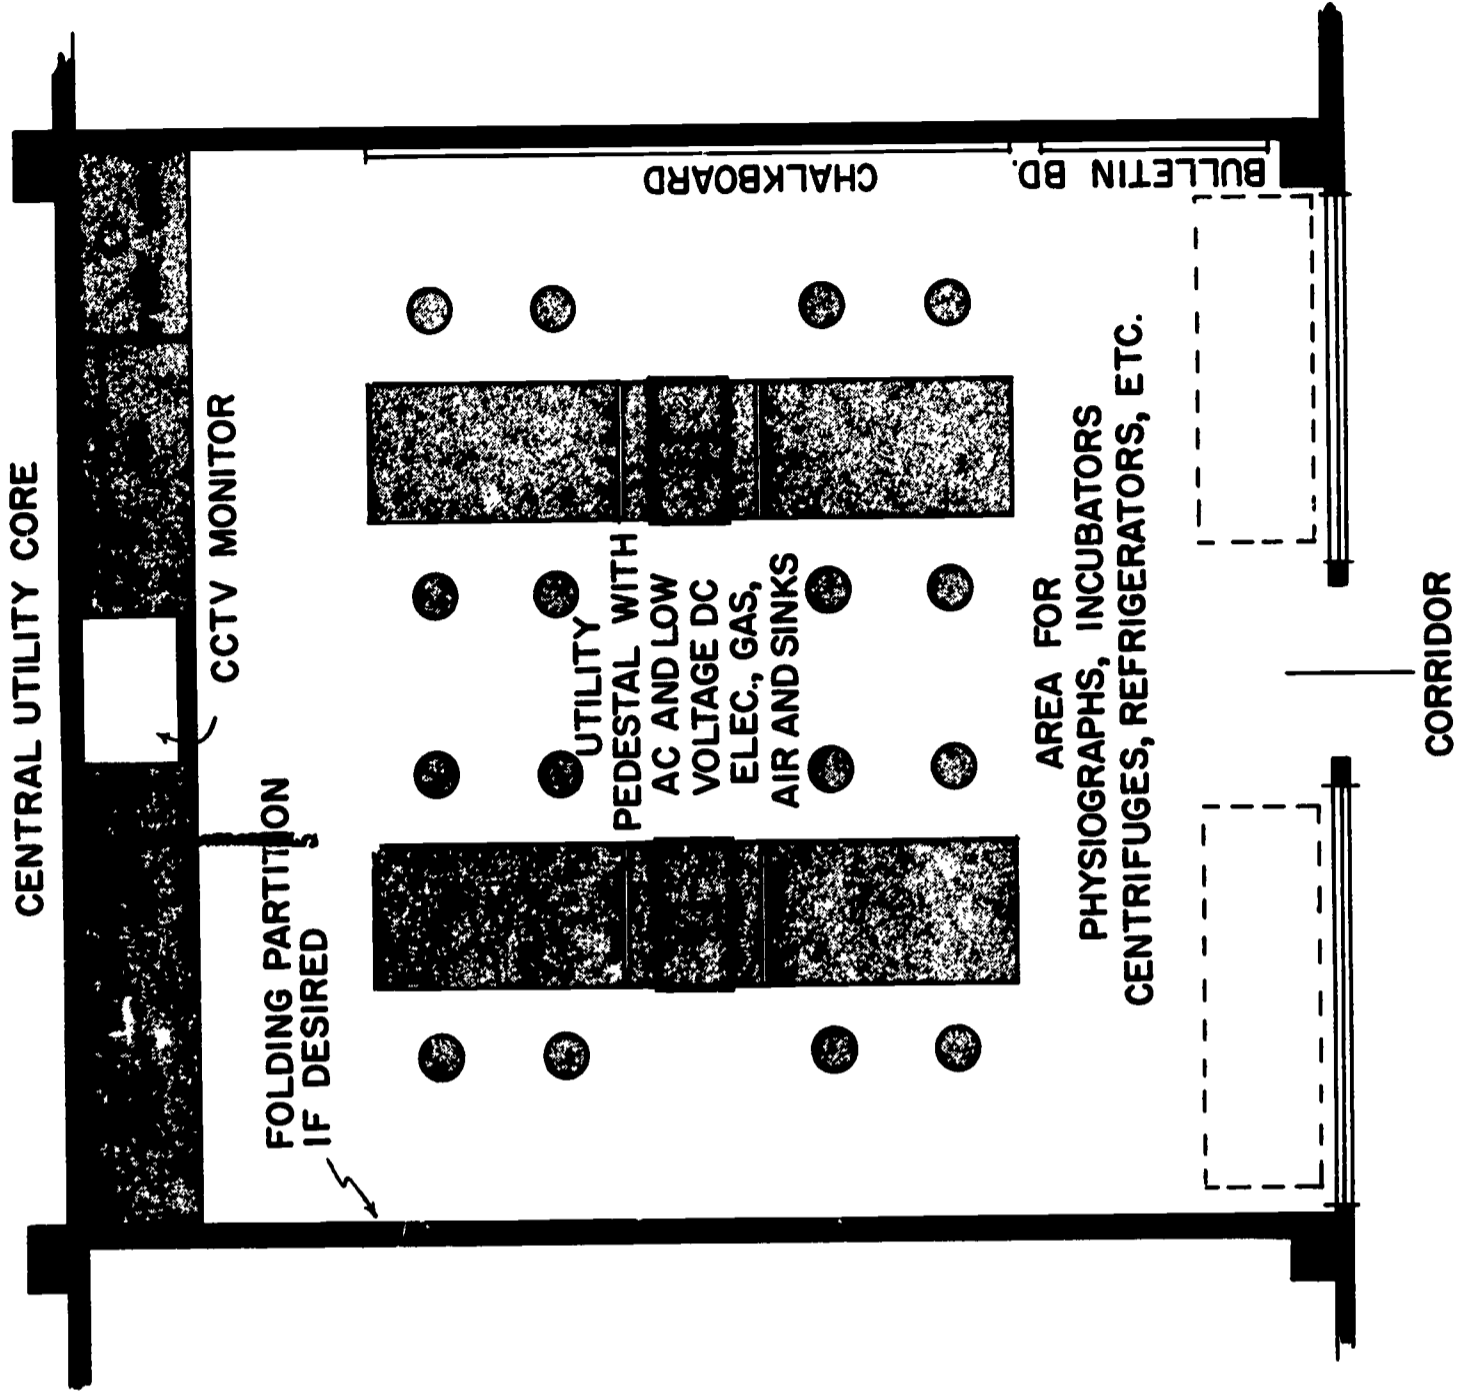 CENTRAL UTILITY CORE
CCTV MONITOR
FOLDING PARTITION
IF DESIRED
CHALKBOARD
BULLETIN BD.
UTILITY
PEDESTAL WITH
AC AND LOW
VOLTAGE DC
ELEC., GAS,
AIR AND SINKS
AREA FOR
PHYSIOGRAPHS, INCUBATORS
CENTRIFUGES, REFRIGERATORS, ETC.
CORRIDOR